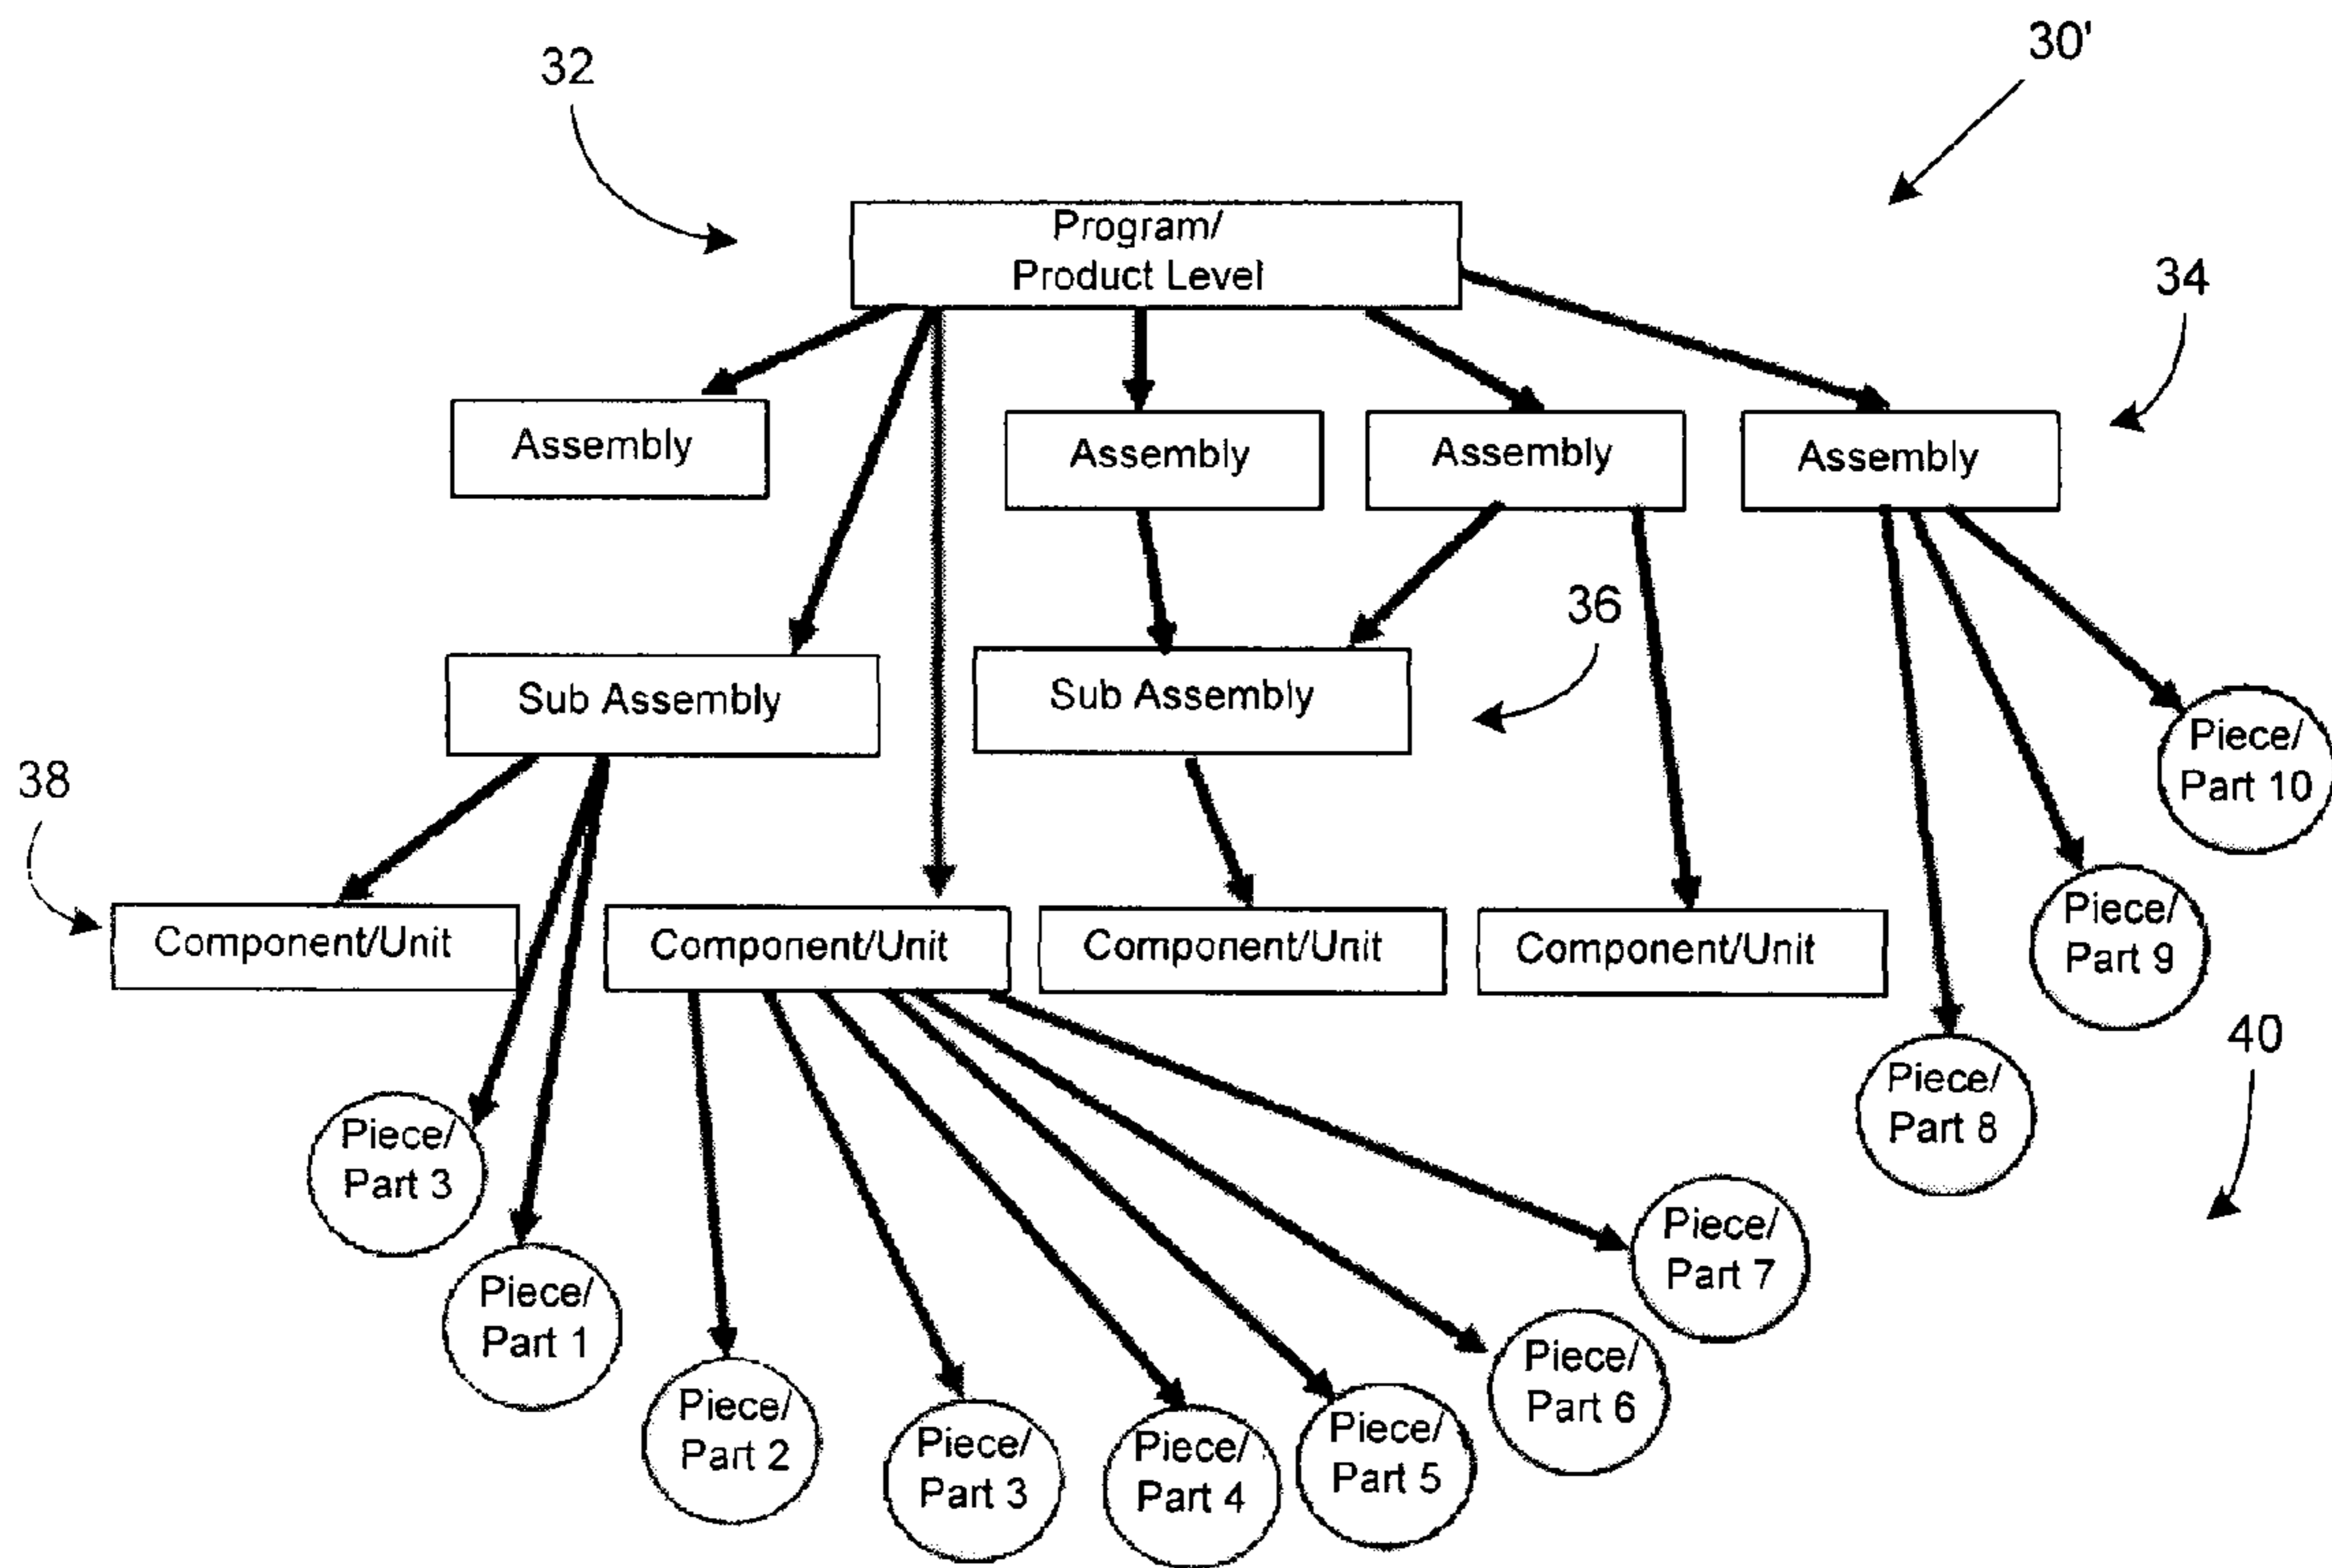 30'
32
Program/
Product Level
34
Assembly
Assembly
Assembly
Assembly
36
Sub Assembly
Sub Assembly
Piece/
Part 10
38
Component/Unit
Component/Unit
Component/Unit
Component/Unit
Piece/
Part 9
40
Piece/
Part 8
Piece/
Part 3
Piece/
Part 1
Piece/
Part 2
Piece/
Part 3
Piece/
Part 4
Piece/
Part 5
Piece/
Part 6
Piece/
Part 7